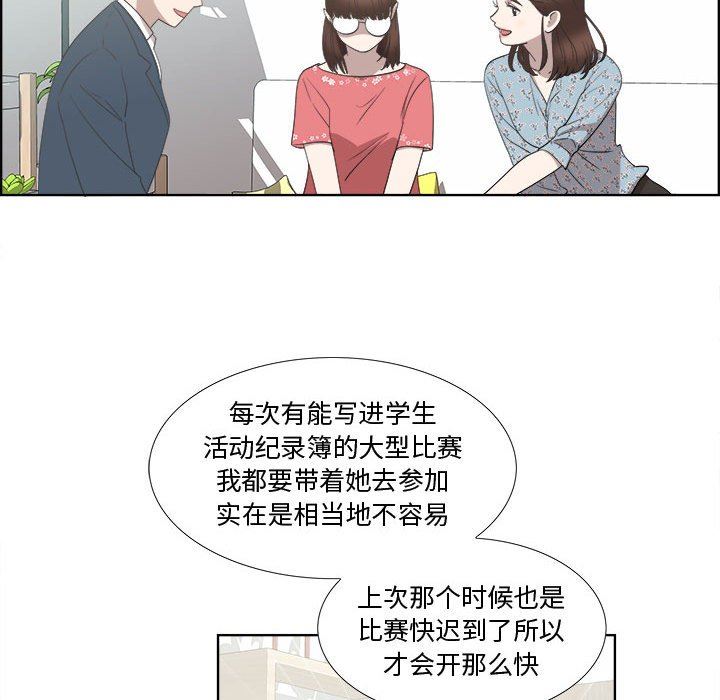 每次有能写进学生
活动纪录簿的大型比赛
我都要带着她去参加
实在是相当地不容易
上次那个时候也是
比赛快迟到了所以
才会开那么快